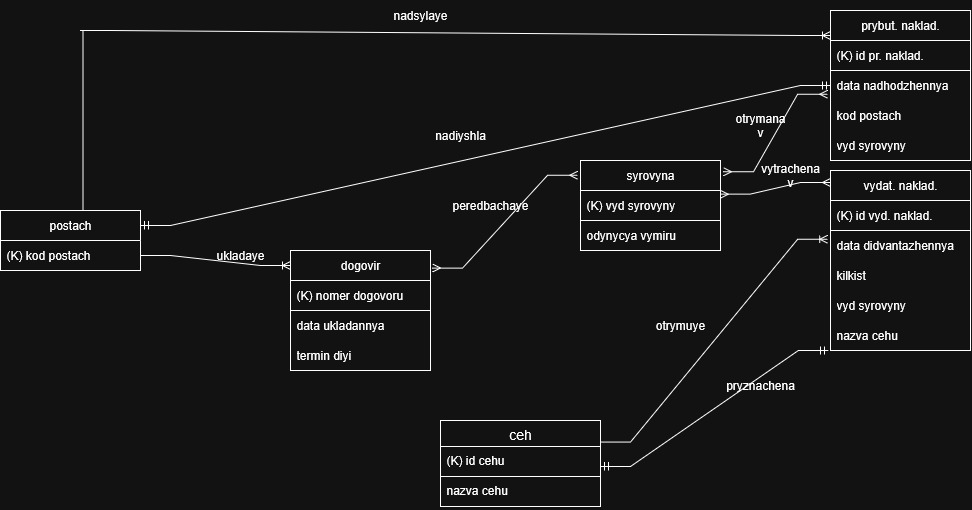 nadsylaye
prybut. naklad.
(K) id pr. naklad.
data nadhodzhennya
kod postach
vyd syrovyny
nadiyshla
otrymana
v
vytrachena
v
syrovyna
(K) vyd syrovyny
odynycya vymiru
vydat. naklad.
(K) id vyd. naklad.
data didvantazhennya
kilkist
vyd syrovyny
nazva cehu
peredbachaye
postach
(K) kod postach
ukladaye
dogovir
(K) nomer dogovoru
data ukladannya
termin diyi
otrymuye
pryznachena
ceh
(K) id cehu
nazva cehu